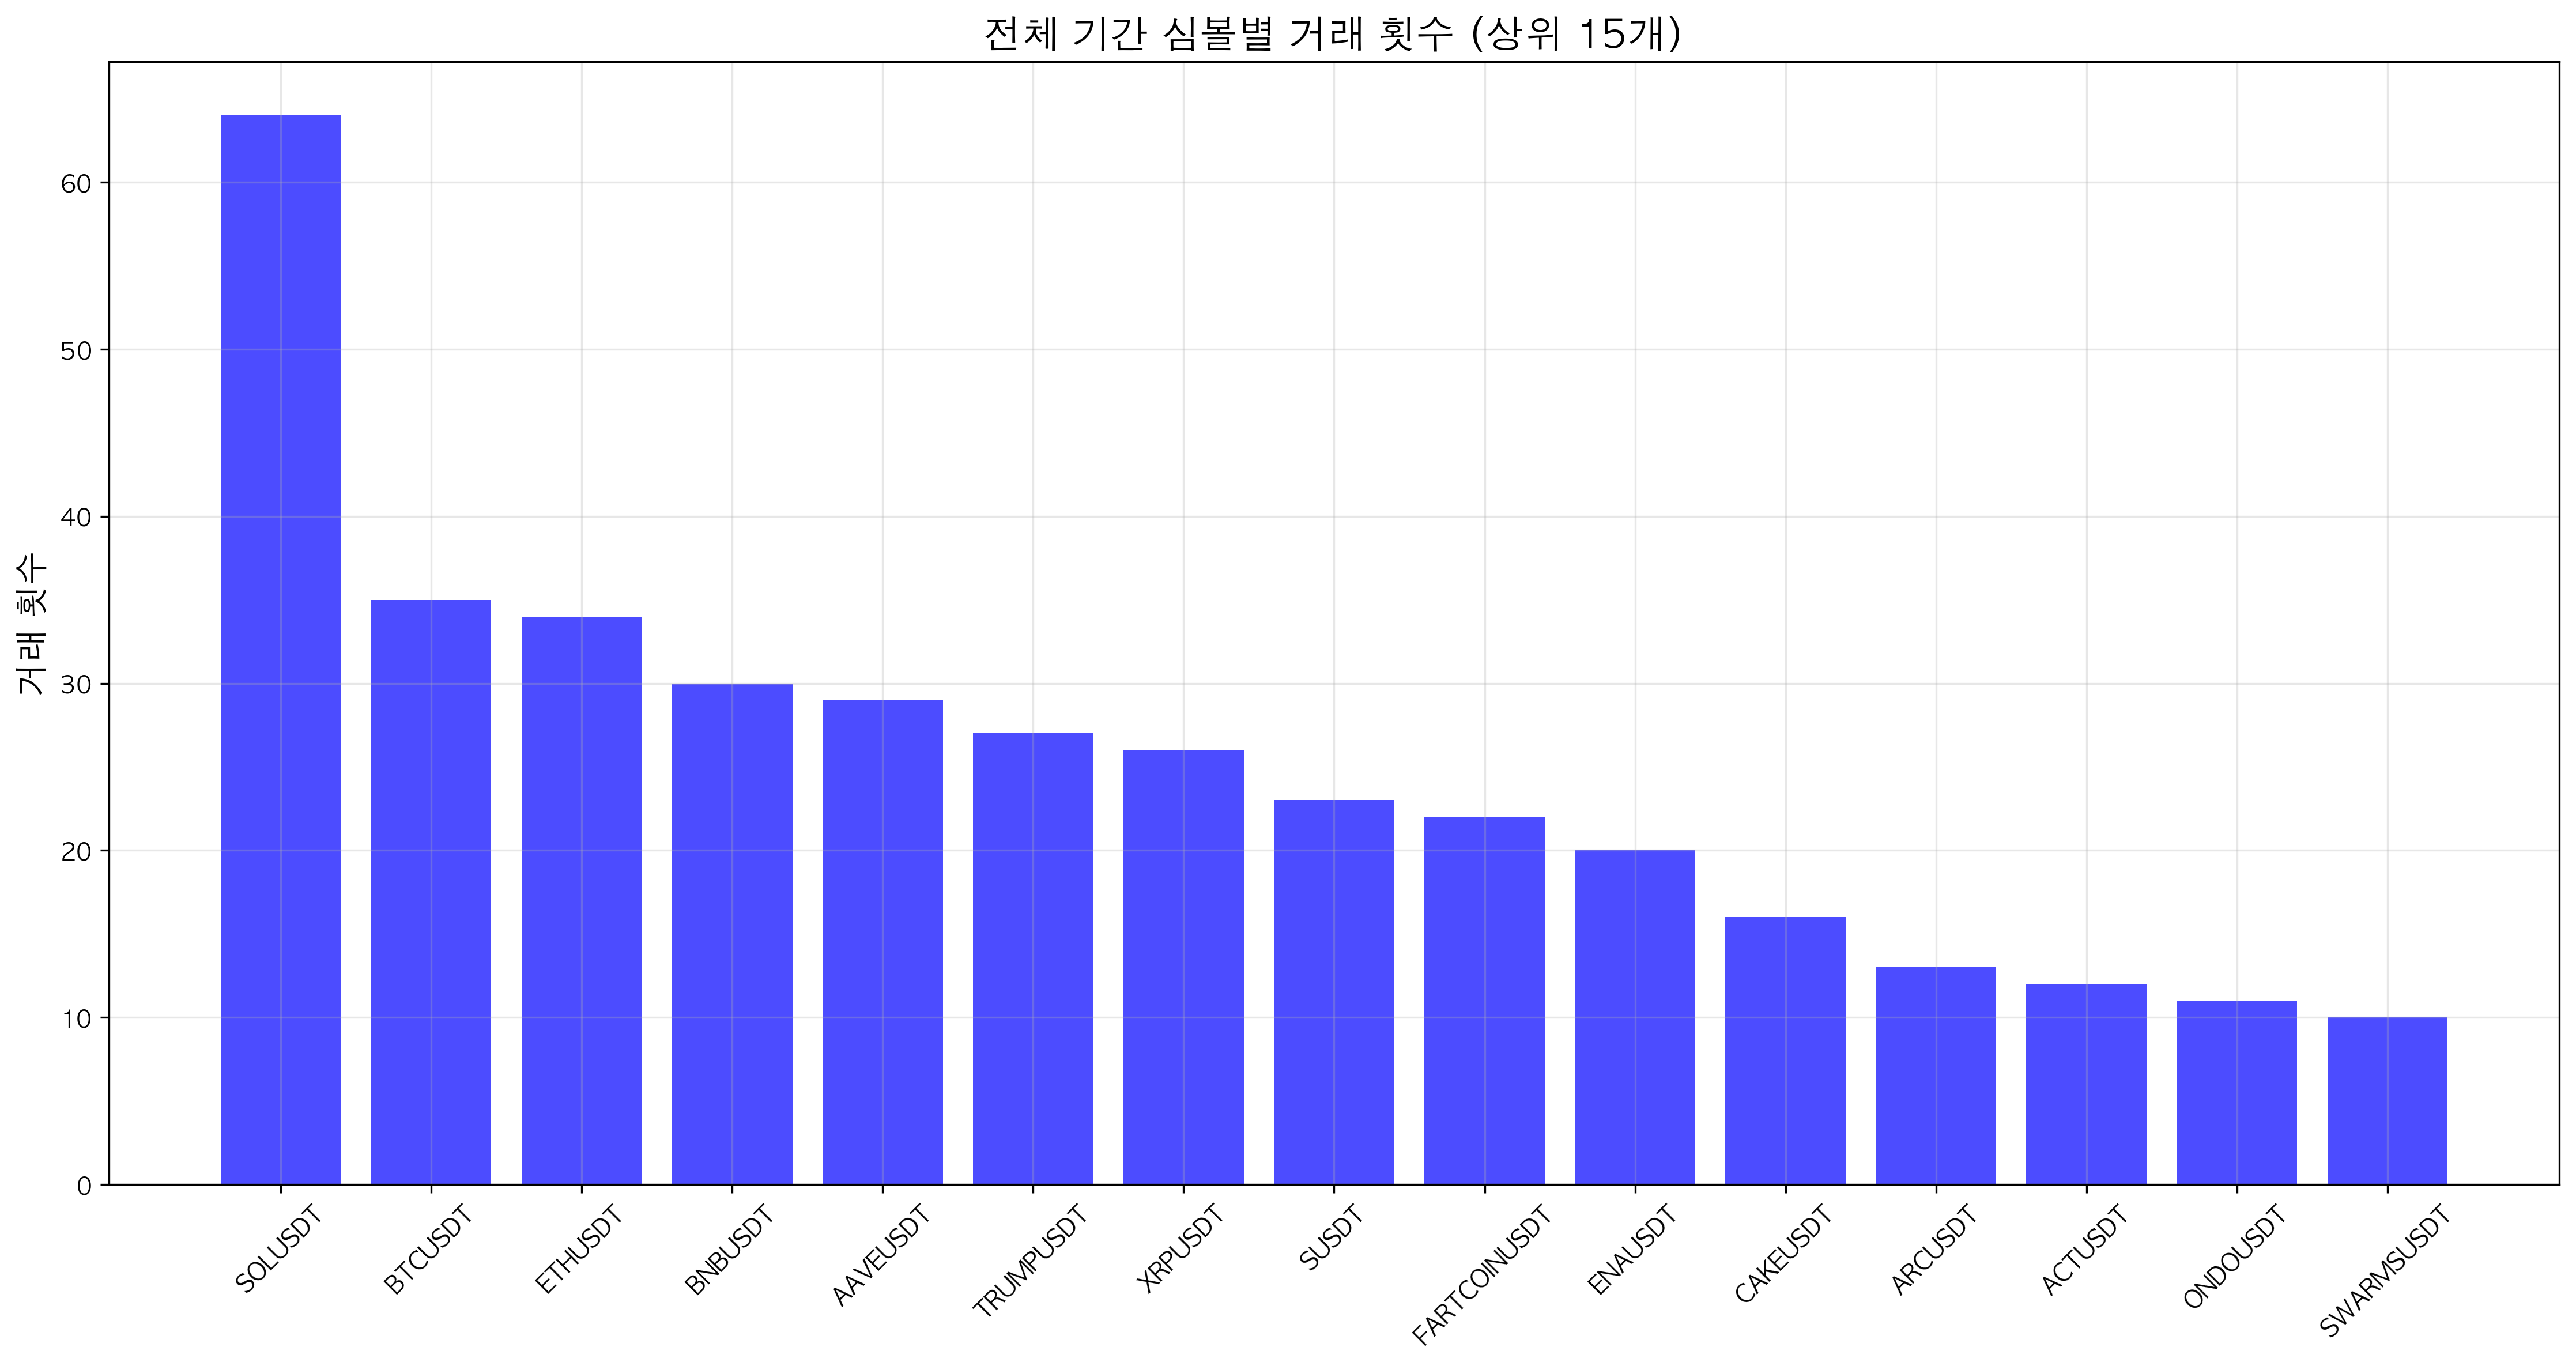 전체 기간 심볼별 거래 횟수 (상위 15개)
거래 횟수
60
50
40
30
20
10
0
SOLUSDT
BTCUSDT
ETHUSDT
BNBUSDT
AAVEUSDT
TRUMPUSDT
XRPUSDT
SUSDT
FARTCOINUSDT
ENAUSDT
CAKEUSDT
ARCUSDT
ACTUSDT
ONDOUSDT
SWARMSUSDT